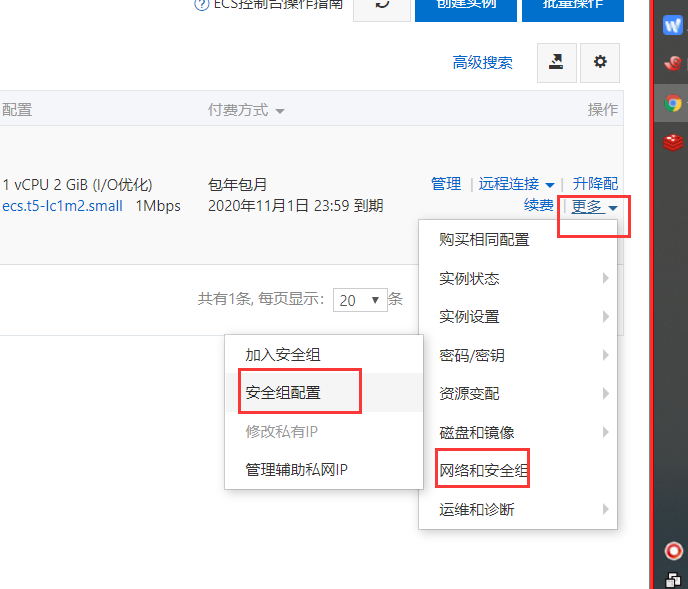 ECS控制台操作指南
创建实例
批量操作
高级搜索
配置
付费方式
操作
1 vCPU 2 GiB (I/O优化)
ecs.t5-lc1m2.small 1Mbps
包年包月
2020年11月1日 23:59 到期
管理 | 远程连接 | 升降配
续费 | 更多
共有1条, 每页显示: 20 条
购买相同配置
实例状态
实例设置
密码/密钥
资源变配
磁盘和镜像
网络和安全组
运维和诊断
加入安全组
安全组配置
修改私有IP
管理辅助私网IP